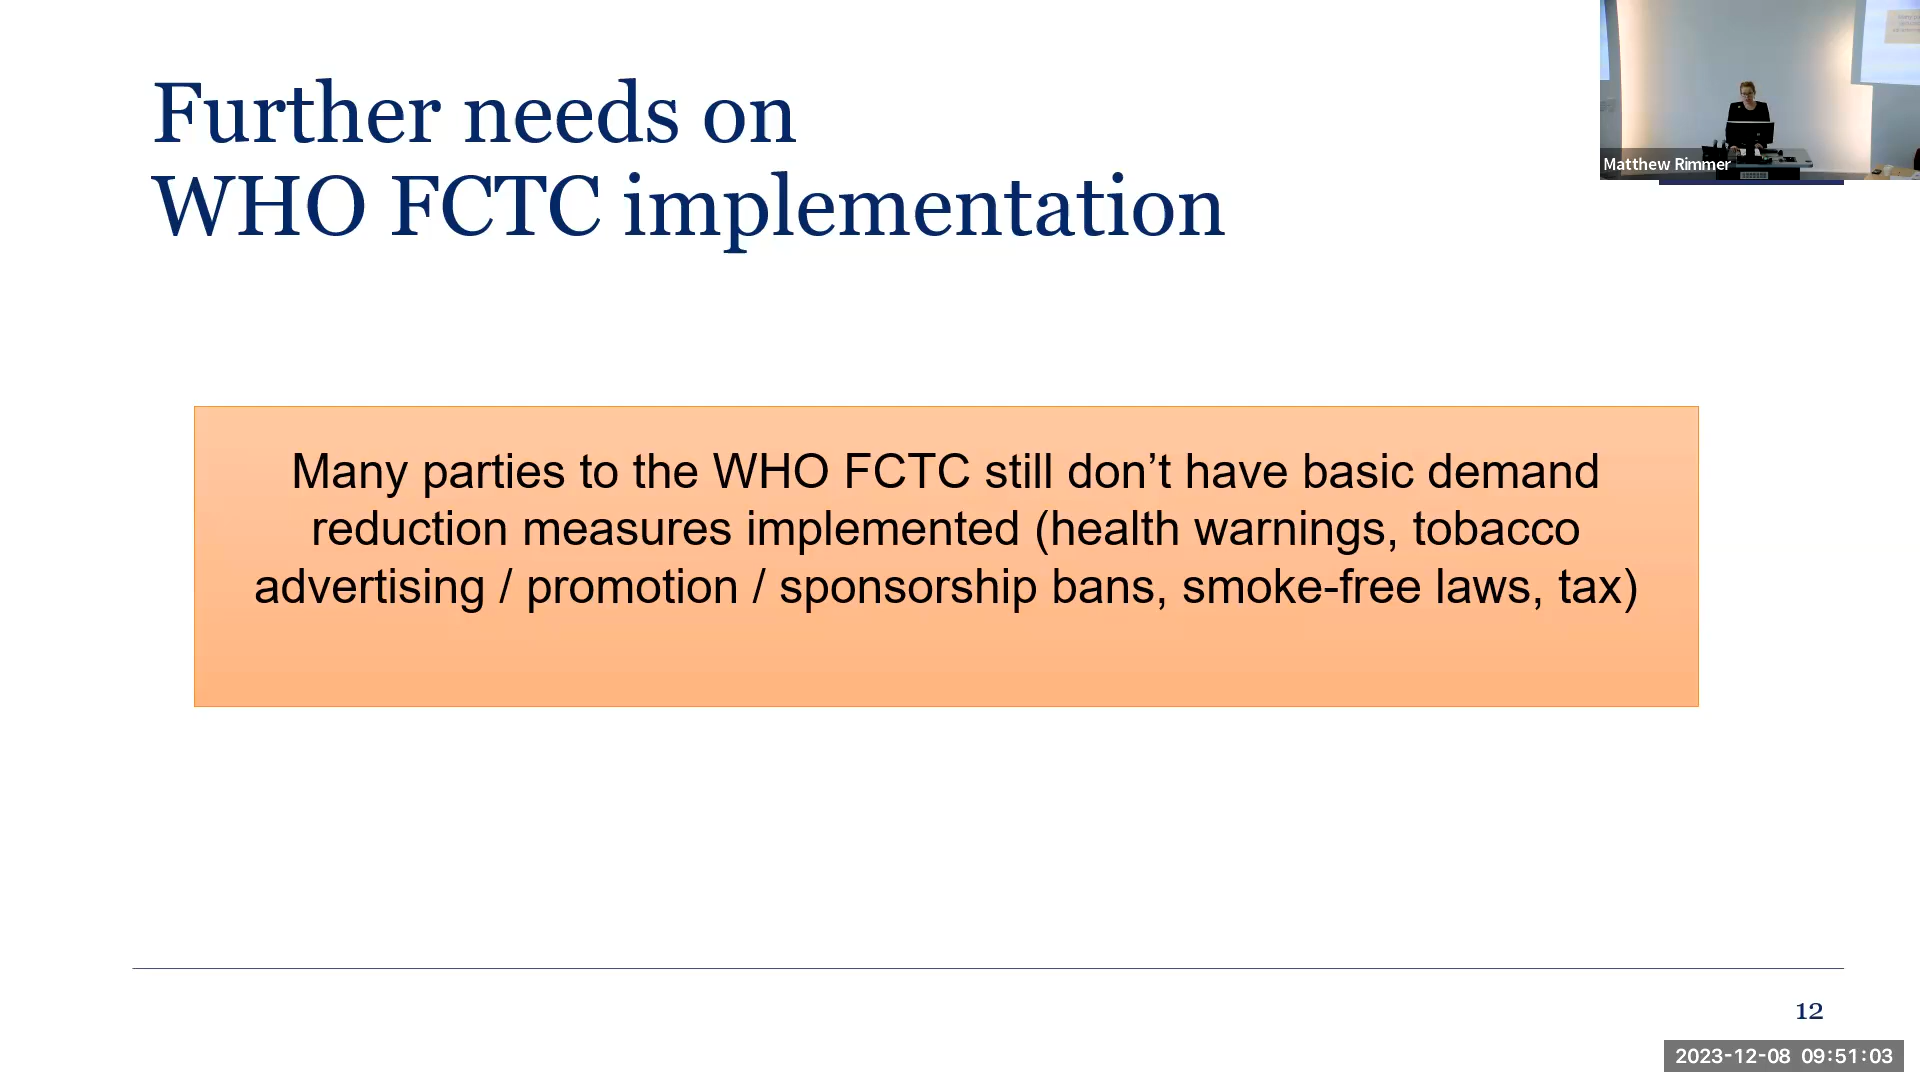 Further needs on
WHO FCTC implementation
Matthew Rimmer
Many parties to the WHO FCTC still don’t have basic demand
reduction measures implemented (health warnings, tobacco
advertising / promotion / sponsorship bans, smoke-free laws, tax)
12
2023-12-08 09:51:03